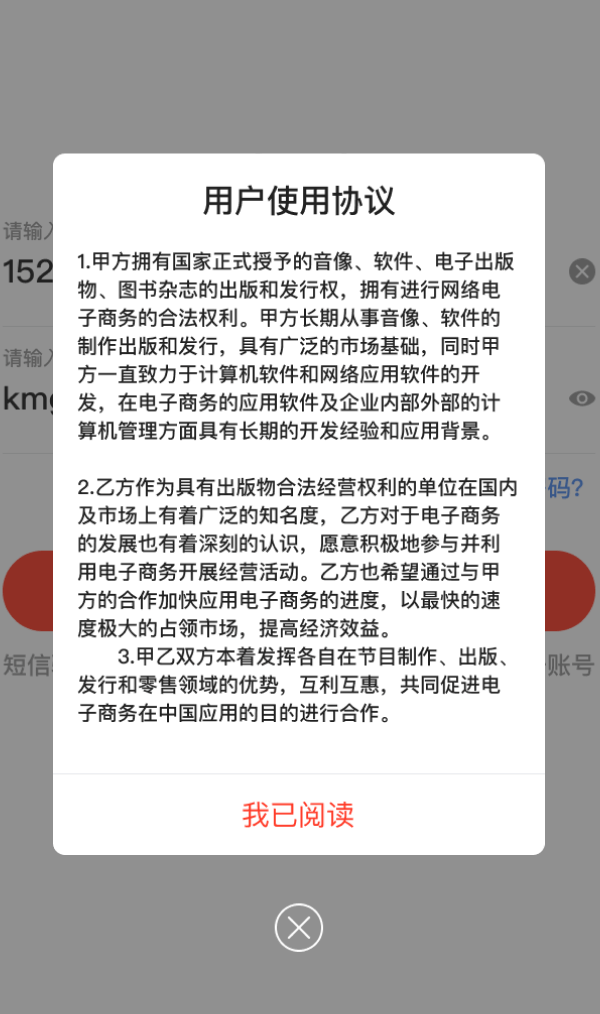 用户使用协议
1.甲方拥有国家正式授予的音像、软件、电子出版
物、图书杂志的出版和发行权，拥有进行网络电
子商务的合法权利。甲方长期从事音像、软件的
制作出版和发行，具有广泛的市场基础，同时甲
方一直致力于计算机软件和网络应用软件的开
发，在电子商务的应用软件及企业内部外部的计
算机管理方面具有长期的开发经验和应用背景。
2.乙方作为具有出版物合法经营权利的单位在国内
及市场上有着广泛的知名度，乙方对于电子商务
的发展也有着深刻的认识，愿意积极地参与并利
用电子商务开展经营活动。乙方也希望通过与甲
方的合作加快应用电子商务的进度，以最快的速
度极大的占领市场，提高经济效益。
3.甲乙双方本着发挥各自在节目制作、出版、
发行和零售领域的优势，互利互惠，共同促进电
子商务在中国应用的目的进行合作。
我已阅读
请输入
152
请输入
km
码?
短信
账号